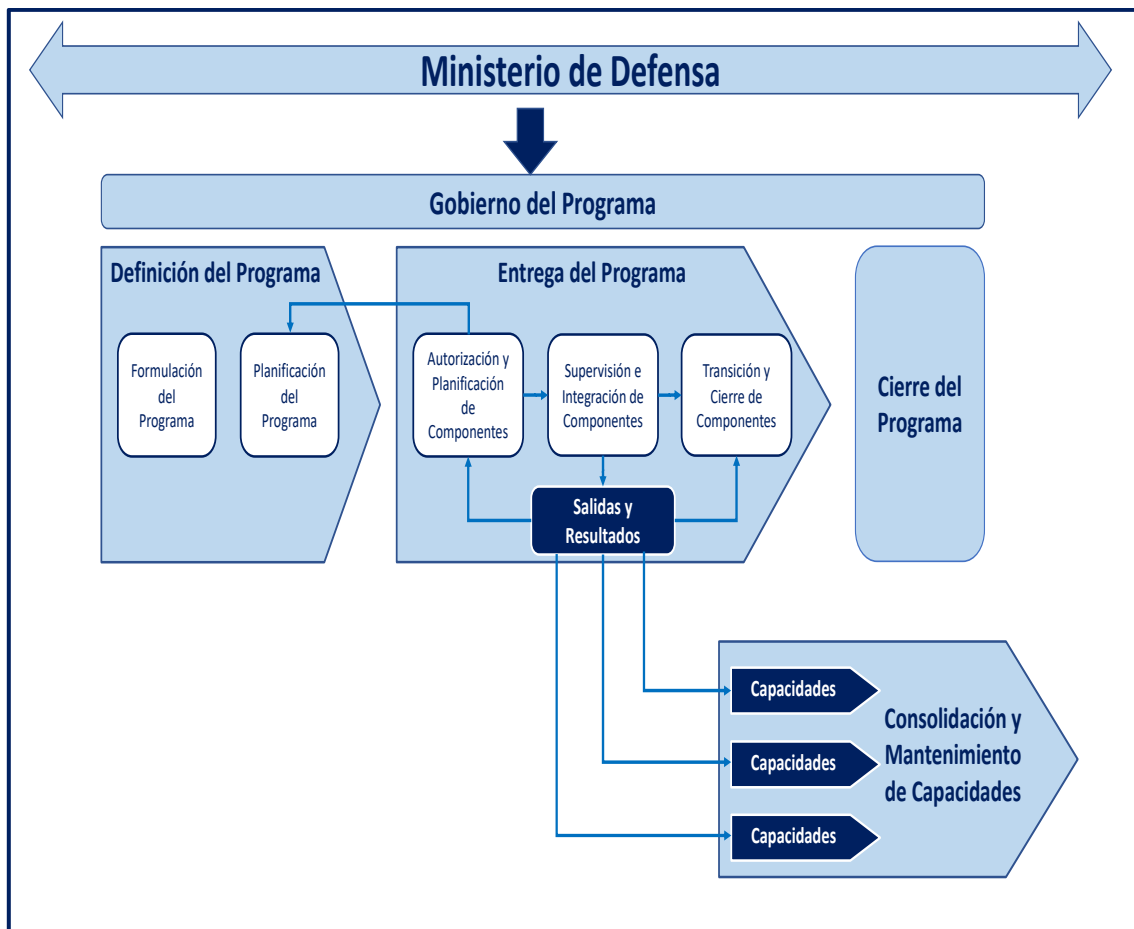 Ministerio de Defensa
Gobierno del Programa
Definición del Programa
Formulación
del
Programa
Planificación
del
Programa
Entrega del Programa
Autorización y
Planificación
de
Componentes
Supervisión e
Integración de
Componentes
Transición y
Cierre de
Componentes
Salidas y
Resultados
Cierre del
Programa
Capacidades
Capacidades
Capacidades
Consolidación y
Mantenimiento
de Capacidades